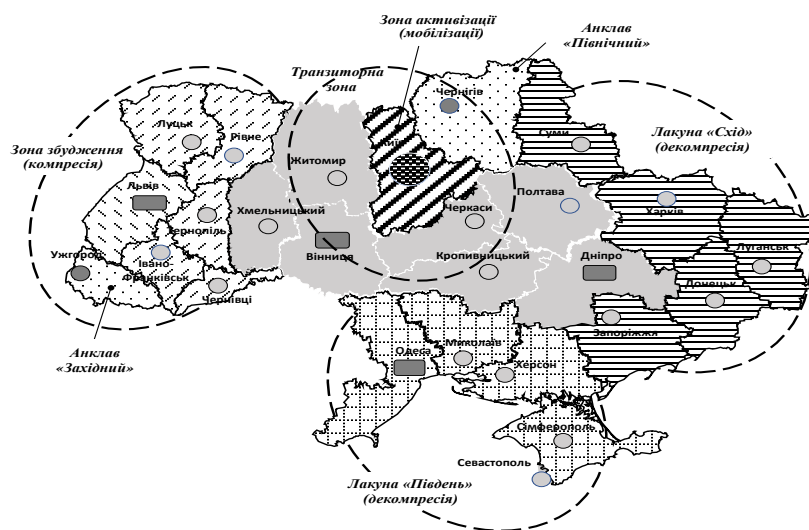 Зона активізації
(мобілізації)
Анклав
«Північний»
Транзиторна
зона
Чернігів
Лакуна «Схід»
(декомпресія)
Зона збудження
(компресія)
Луцьк
Рівне
Суми
Київ
Житомир
Львів
Полтава
Харків
Хмельницький
Черкаси
Тернопіль
Ужгород
Івано-
Франківськ
Вінниця
Кропивницький
Дніпро
Луганськ
Донецьк
Чернівці
Запоріжжя
Анклав
«Західний»
Одеса
Миколаїв
Херсон
Сімферополь
Севастополь
Лакуна «Південь»
(декомпресія)